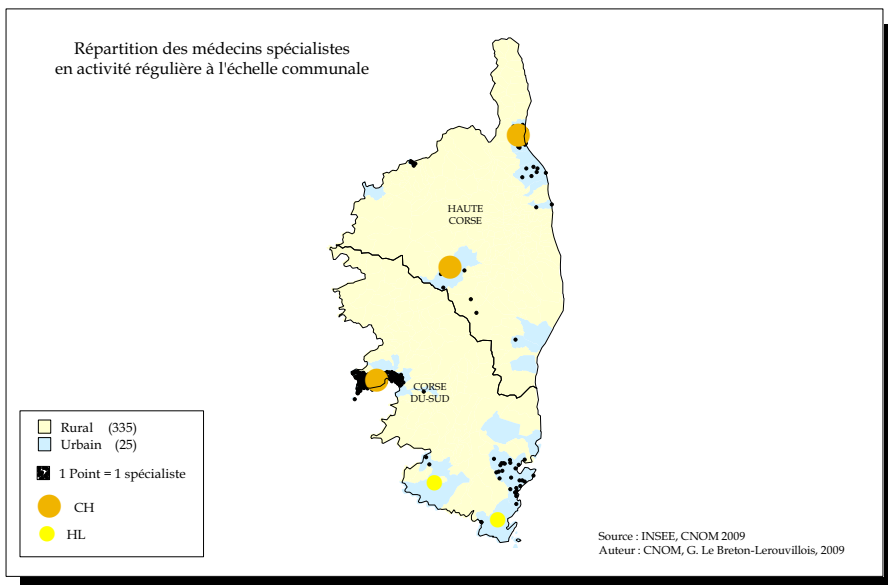 Répartition des médecins spécialistes
en activité régulière à l'échelle communale
HAUTE
CORSE
CORSE
DU-SUD
Rural (335)
Urbain (25)
1 Point = 1 spécialiste
CH
HL
Source : INSEE, CNOM 2009
Auteur : CNOM, G. Le Breton-Lerouvillois, 2009